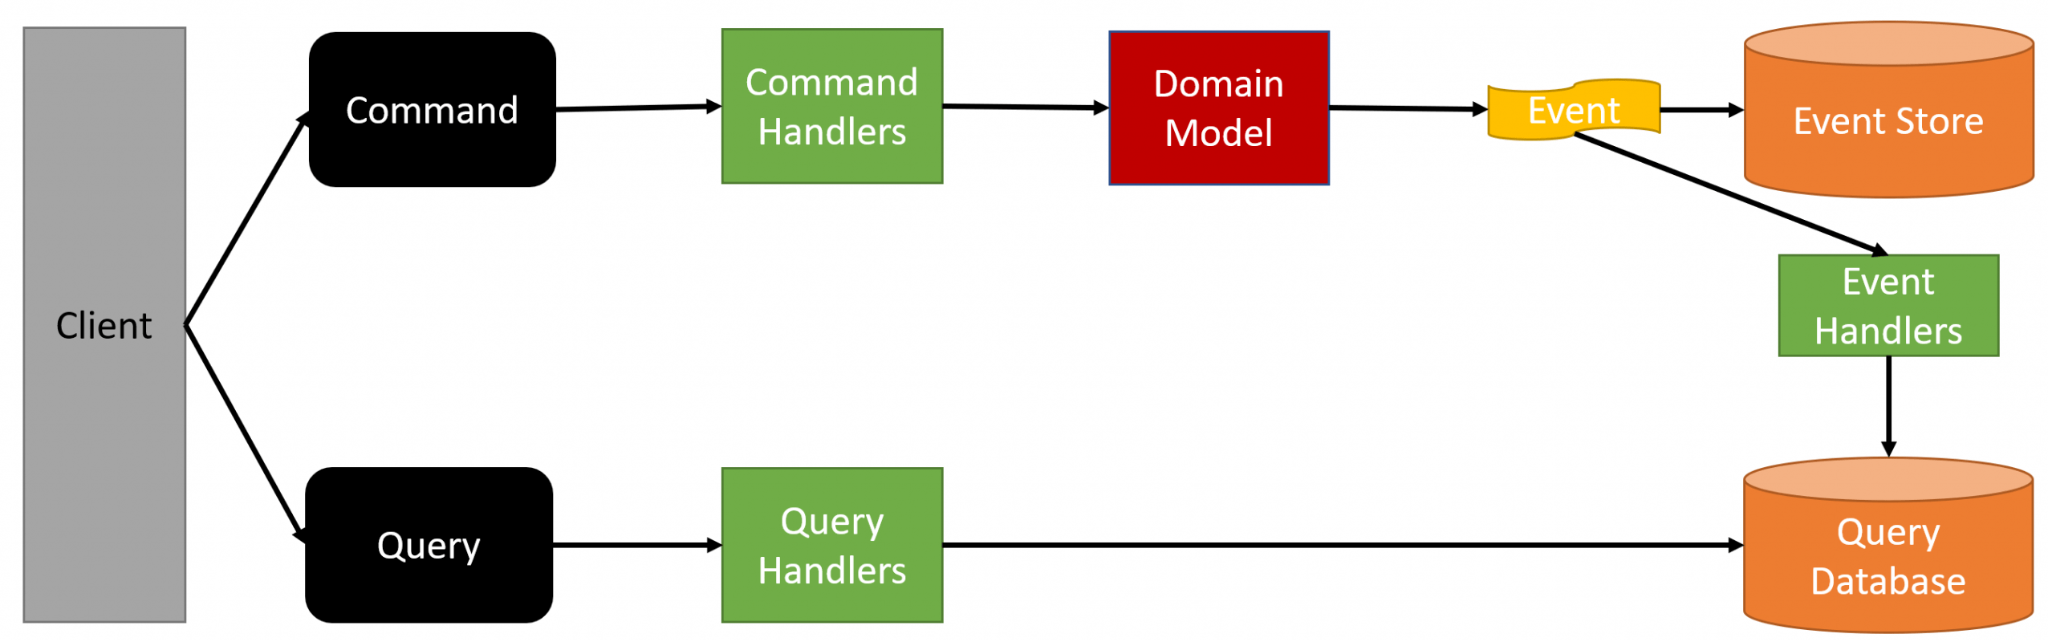 Client
Command
Command
Handlers
Domain
Model
Event
Event Store
Event
Handlers
Query
Query
Handlers
Query
Database